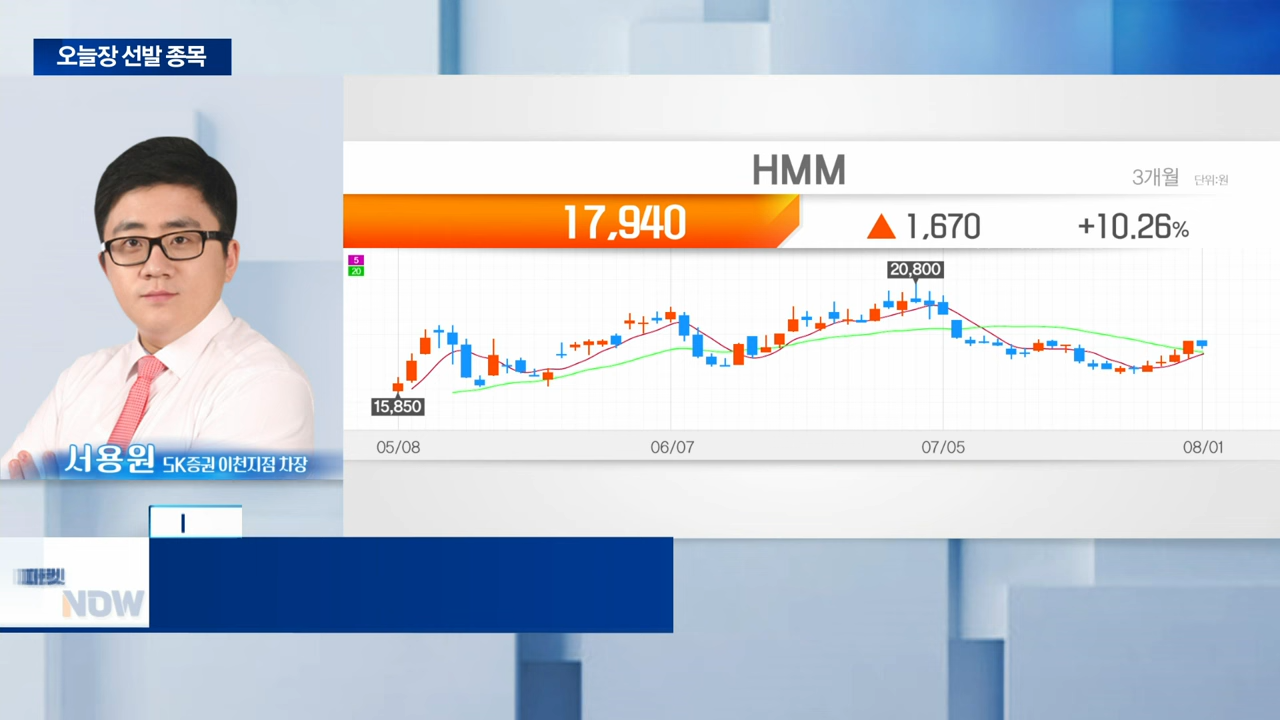 오늘장 선발 종목
HMM
3개월 단위:원
17,940 ▲ 1,670 +10.26%
5
20
20,800
15,850
05/08 06/07 07/05 08/01
서용원 SK증권 이천지점 차장
마켓
NOW